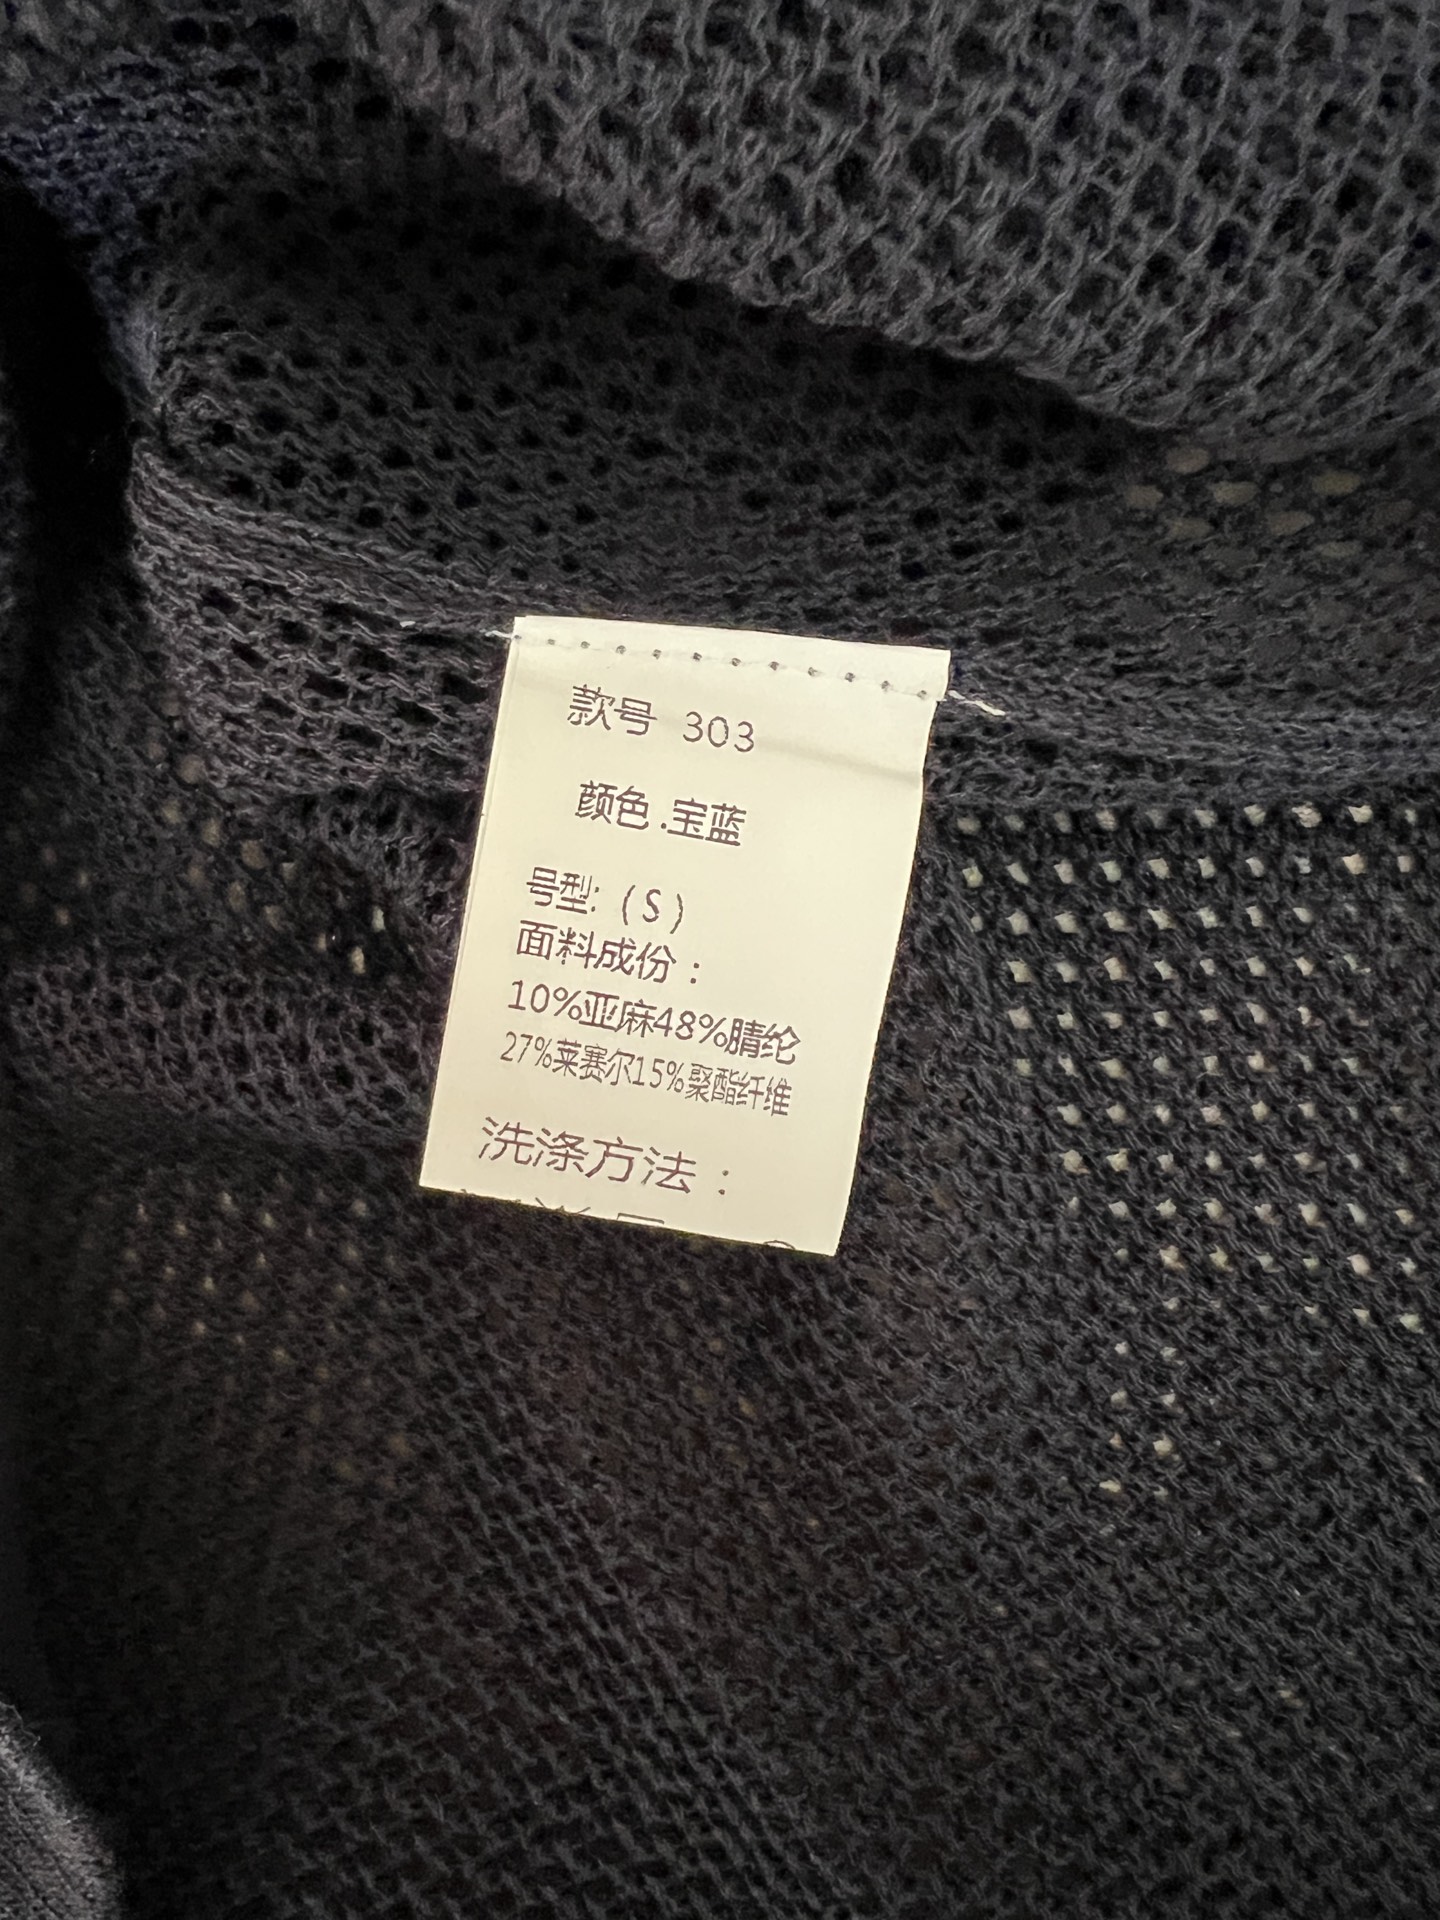 款号 303
颜色.宝蓝
号型:(S)
面料成份：
10%亚麻48%腈纶
27%莱赛尔15%聚酯纤维
洗涤方法：